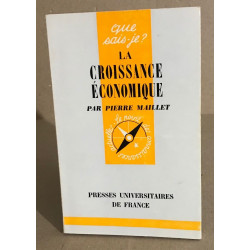 que
sais-je?
LA
CROISSANCE
ÉCONOMIQUE
PAR PIERRE MAILLET
PRESSES UNIVERSITAIRES
DE FRANCE